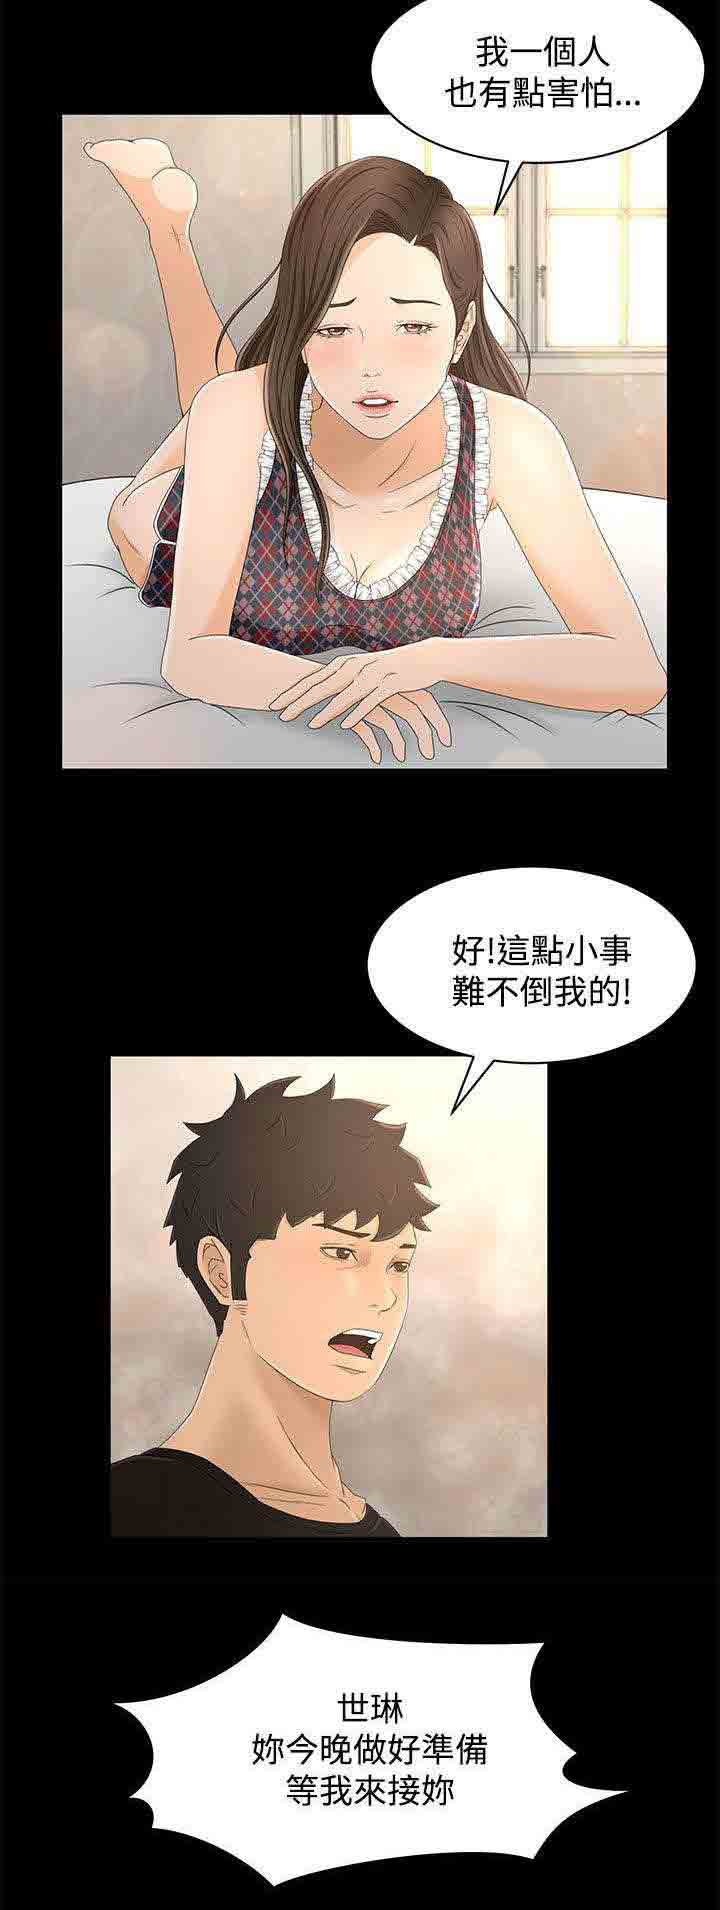 我一個人
也有點害怕...
好!這點小事
難不倒我的!
世琳
妳今晚做好準備
等我來接妳